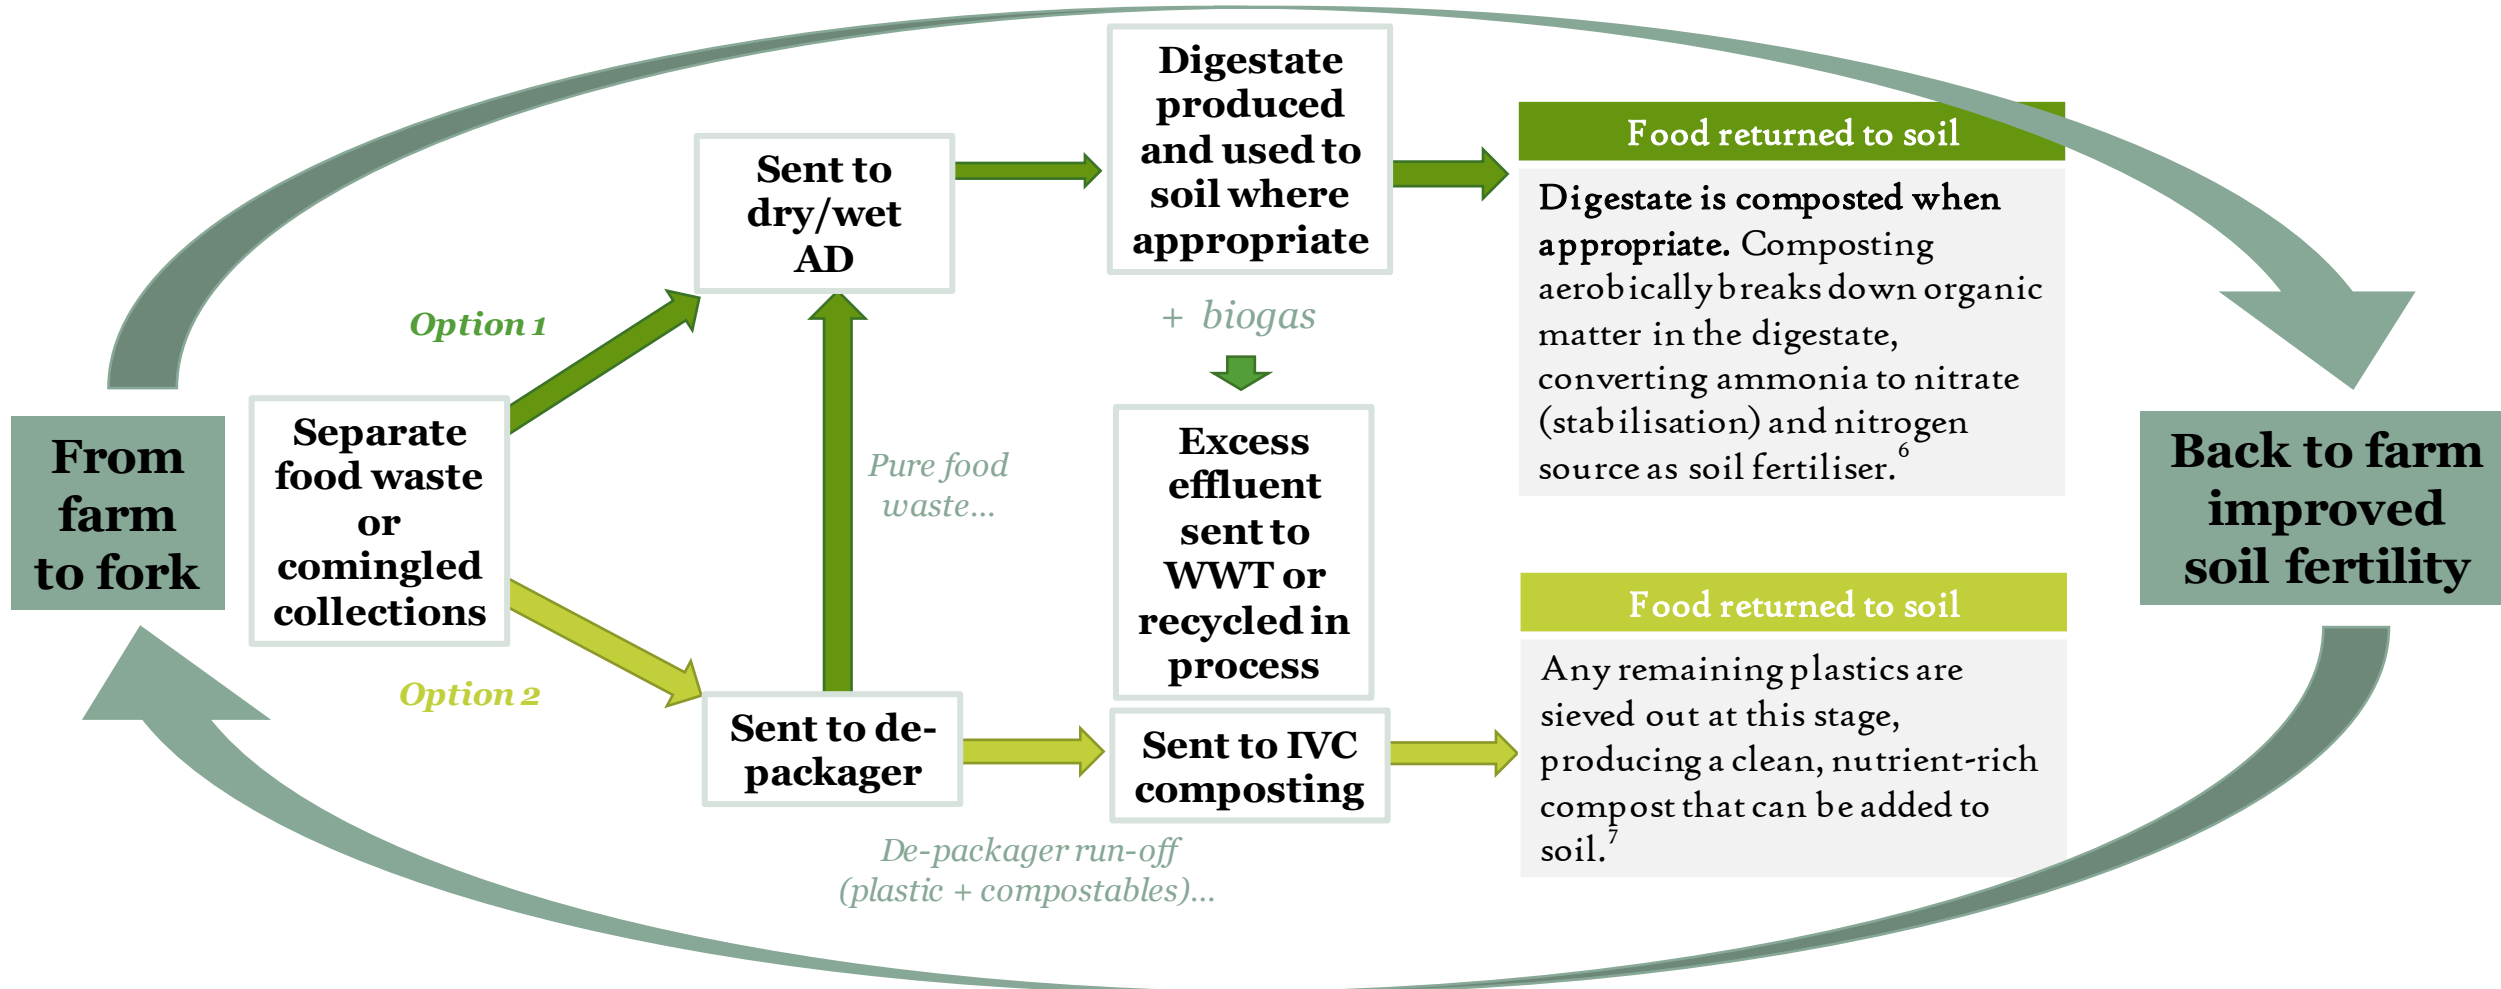 From
farm
to fork
Separate
food waste
or
comingled
collections
Option 1
Option 2
Sent to
dry/wet
AD
Pure food
waste...
Sent to de-
packager
De-packager run-off
(plastic + compostables)...
Digestate
produced
and used to
soil where
appropriate
+ biogas
Excess
effluent
sent to
WWT or
recycled in
process
Sent to IVC
composting
Food returned to soil
Digestate is composted when
appropriate. Composting
aerobically breaks down organic
matter in the digestate,
converting ammonia to nitrate
(stabilisation) and nitrogen
source as soil fertiliser.6
Food returned to soil
Any remaining plastics are
sieved out at this stage,
producing a clean, nutrient-rich
compost that can be added to
soil.7
Back to farm
improved
soil fertility